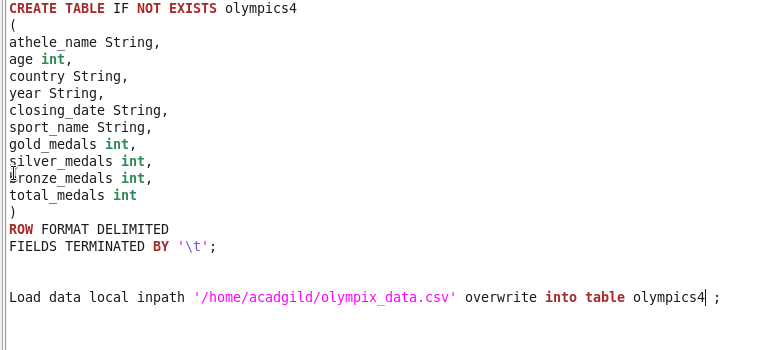 CREATE TABLE IF NOT EXISTS olympics4
(
athele_name String,
age int,
country String,
year String,
closing_date String,
sport_name String,
gold_medals int,
silver_medals int,
bronze_medals int,
total_medals int
)
ROW FORMAT DELIMITED
FIELDS TERMINATED BY '\t';
Load data local inpath '/home/acadgild/olympix_data.csv' overwrite into table olympics4 ;